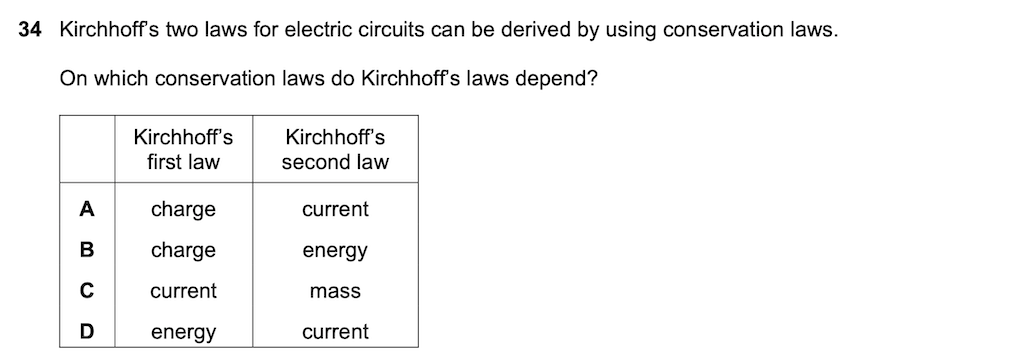 34 Kirchhoff's two laws for electric circuits can be derived by using conservation laws.
On which conservation laws do Kirchhoff's laws depend?
Kirchhoff's first law Kirchhoff's second law
A charge current
B charge energy
C current mass
D energy current